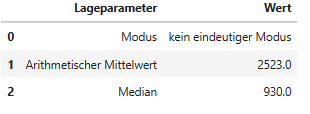 Lageparameter Wert
0 Modus kein eindeutiger Modus
1 Arithmetischer Mittelwert 2523.0
2 Median 930.0